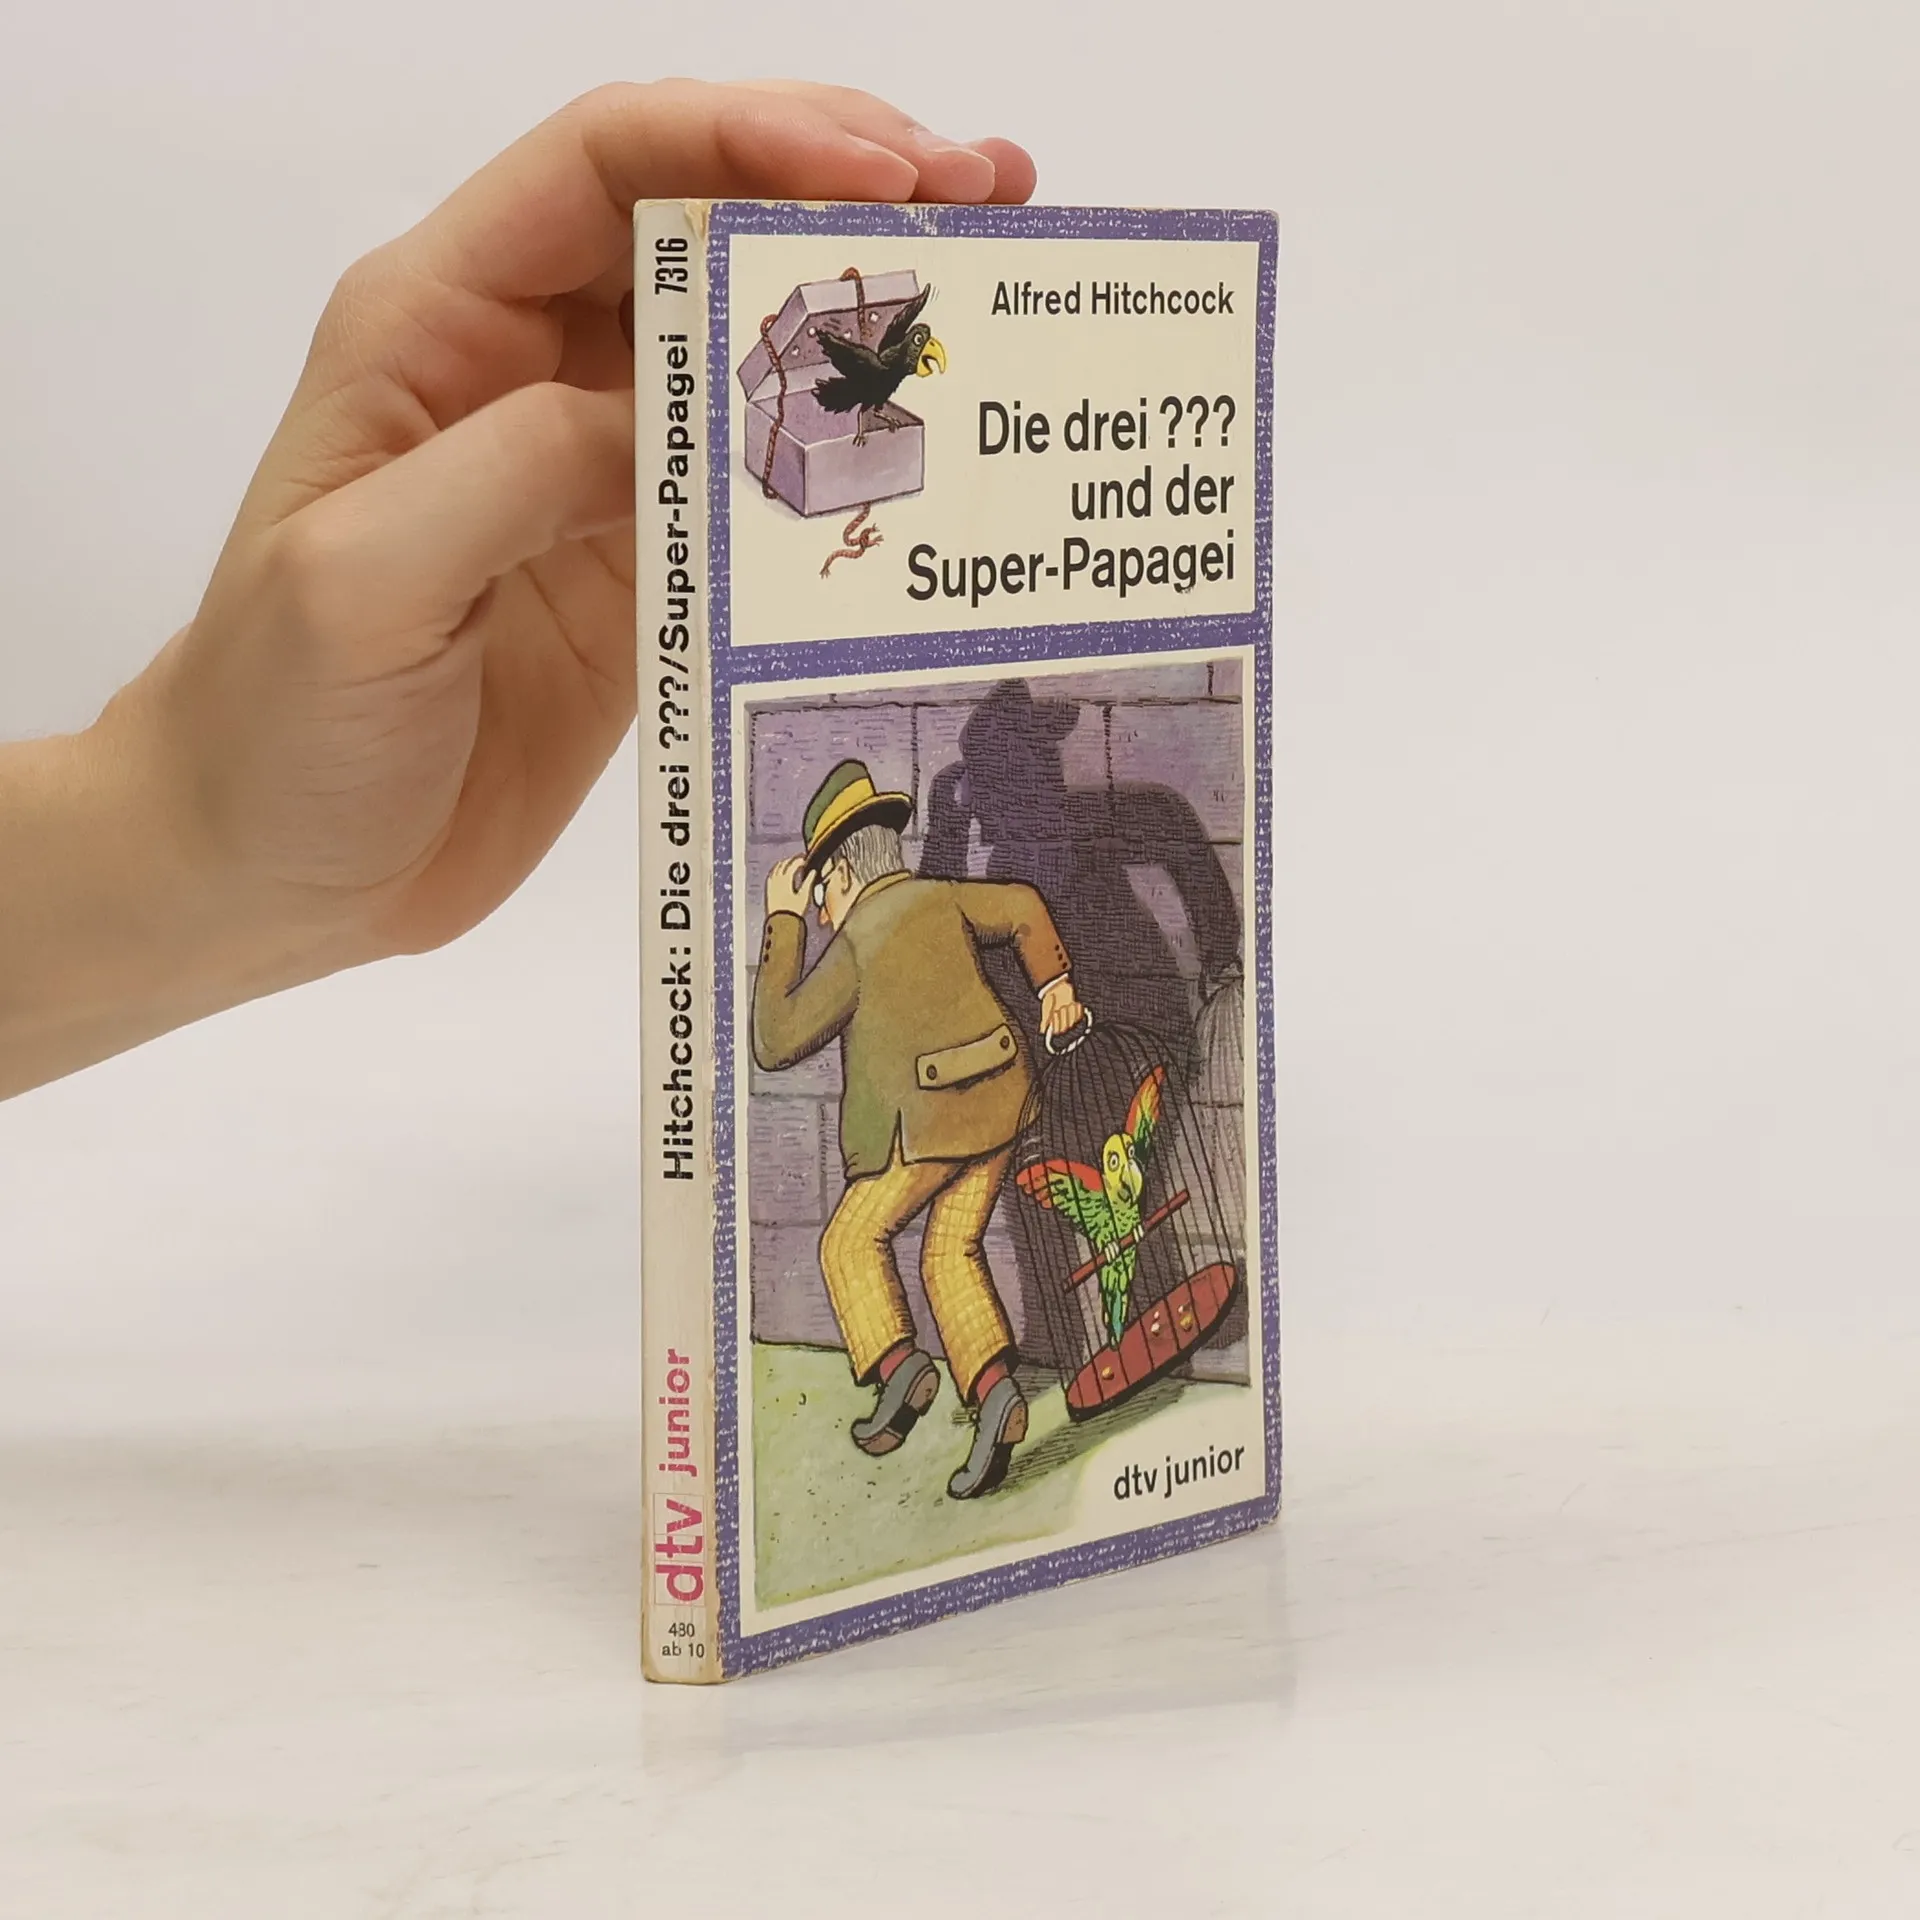 Alfred Hitchcock
Die drei ???
und der
Super-Papagei
dtv junior
Hitchcock: Die drei ???/Super-Papagei 7316
dtv junior
480
ab 10